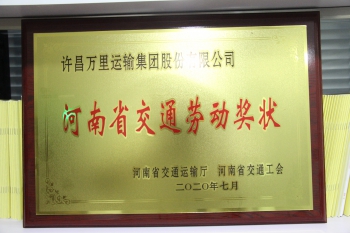 许昌万里运输集团股份有限公司
河南省交通劳动奖状
河南省交通运输厅 河南省交通工会
二〇二〇年七月